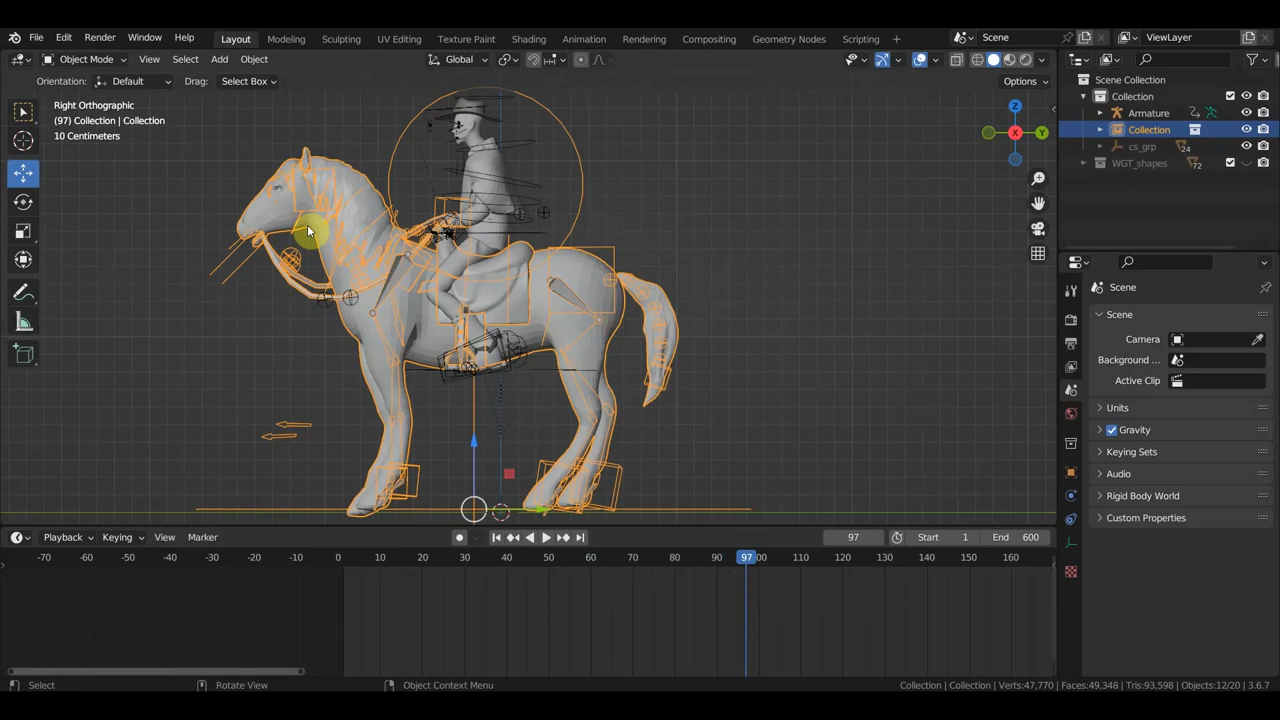 File Edit Render Window Help Layout Modeling Sculpting UV Editing Texture Paint Shading Animation Rendering Compositing Geometry Nodes Scripting + Scene ViewLayer
Object Mode View Select Add Object Global Options
Orientation: Default Drag: Select Box
Right Orthographic
(97) Collection | Collection
10 Centimeters
Z
X
Y
Scene Collection
Collection
Armature
Collection
cs_grp 24
WGT_shapes 72
Scene
Scene
Camera
Background ...
Active Clip
Units
Gravity
Keying Sets
Audio
Rigid Body World
Custom Properties
Playback Keying View Marker 97 Start 1 End 600
-70 -60 -50 -40 -30 -20 -10 0 10 20 30 40 50 60 70 80 90 97 00 110 120 130 140 150 160
Select Rotate View Object Context Menu Collection | Collection | Verts:47,770 | Faces:49,348 | Tris:93,598 | Objects:12/20 | 3.6.7